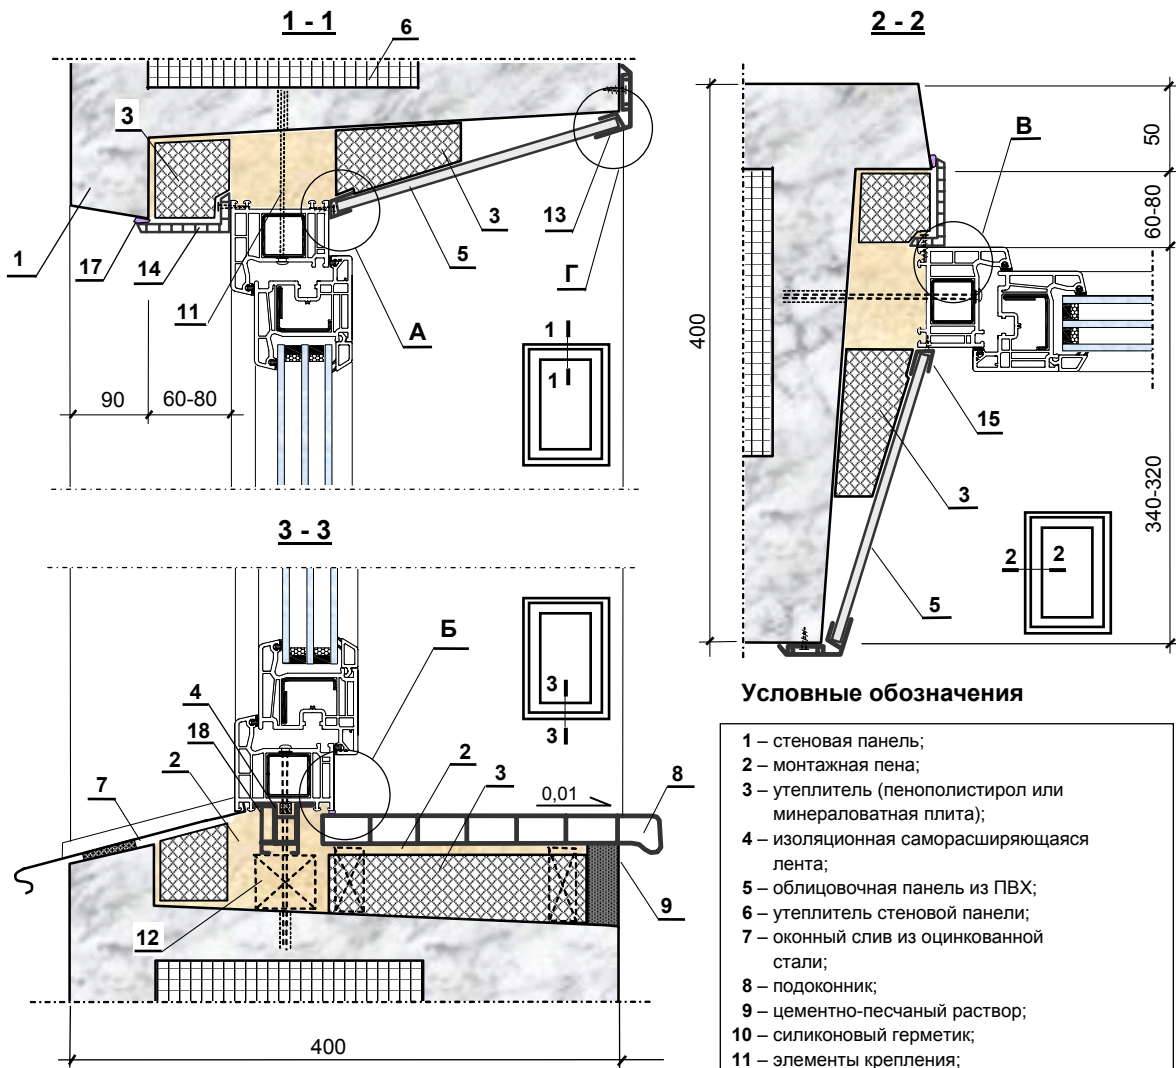 1 - 1
6
3
1
17
14
11
А
3
5
13
Г
90
60-80
1
1
2 - 2
В
50
60-80
400
340-320
15
3
5
2
2
3 - 3
Б
4
18
2
7
12
2
3
8
0,01
9
3
3
400
Условные обозначения
1 – стеновая панель;
2 – монтажная пена;
3 – утеплитель (пенополистирол или
минераловатная плита);
4 – изоляционная саморасширяющаяся
лента;
5 – облицовочная панель из ПВХ;
6 – утеплитель стеновой панели;
7 – оконный слив из оцинкованной
стали;
8 – подоконник;
9 – цементно-песчаный раствор;
10 – силиконовый герметик;
11 – элементы крепления;